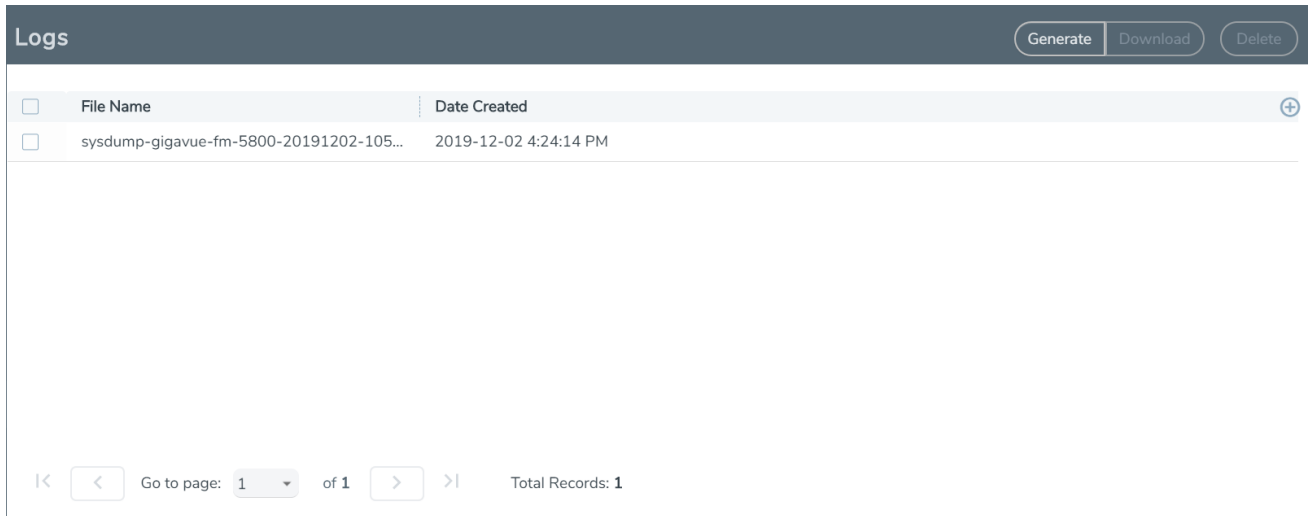 Logs Generate Download Delete
File Name Date Created
sysdump-gigavue-fm-5800-20191202-105... 2019-12-02 4:24:14 PM
Go to page: 1 of 1 Total Records: 1